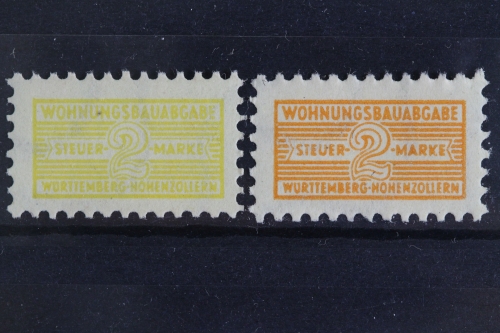 WOHNUNGSBAUABGABE
STEUER 2 MARKE
WÜRTTEMBERG-HOHENZOLLERN
WOHNUNGSBAUABGABE
STEUER 2 MARKE
WÜRTTEMBERG-HOHENZOLLERN